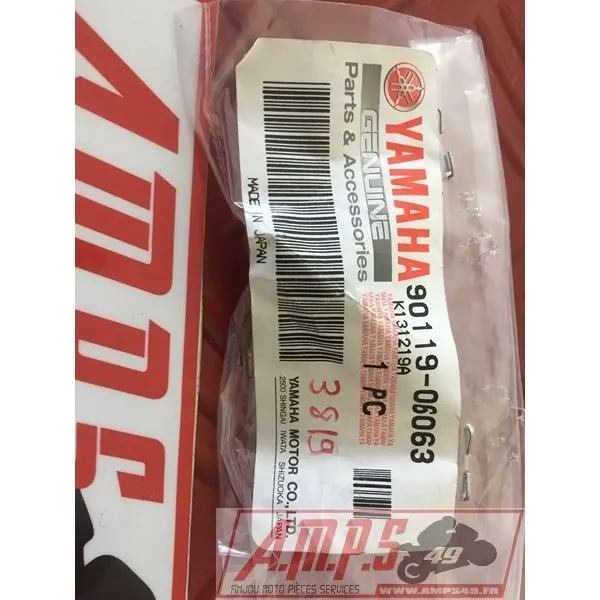 YAMAHA
GENUINE
Parts & Accessories
MADE IN JAPAN
90119-06063
K131219A
1 PC
YAMAHA MOTOR CO., LTD.
2500 SHINGAI IWATA SHIZUOKA JAPAN
3819
A.M.P.S
49
ANJOU MOTO PIÈCES SERVICES
WWW.AMPS49.FR